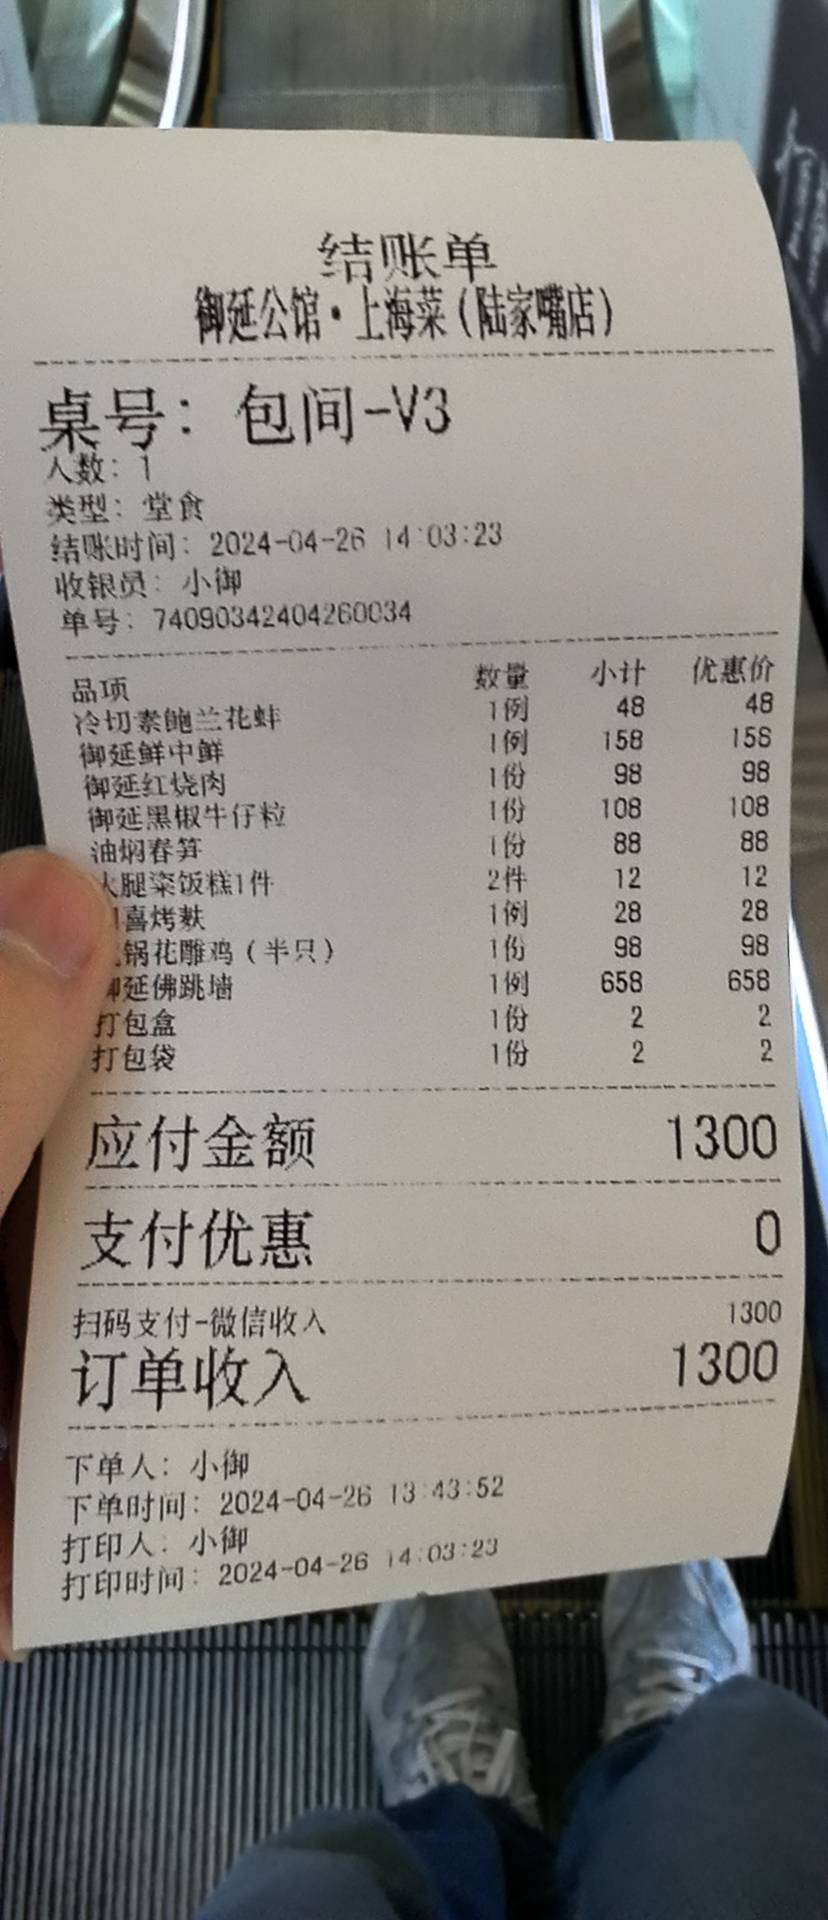 结账单
御延公馆·上海菜(陆家嘴店)
桌号: 包间-V3
人数: 1
类型: 堂食
结账时间: 2024-04-26 14:03:23
收银员: 小御
单号: 74090342404260034
品项 数量 小计 优惠价
冷切素鲍兰花蚌 1例 48 48
御延鲜中鲜 1例 158 158
御延红烧肉 1份 98 98
御延黑椒牛仔粒 1份 108 108
油焖春笋 1份 88 88
腿菜饭糕1件 2件 12 12
喜烤麸 1例 28 28
锅花雕鸡(半只) 1份 98 98
御延佛跳墙 1例 658 658
打包盒 1份 2 2
打包袋 1份 2 2
应付金额 1300
支付优惠 0
扫码支付-微信收入 1300
订单收入 1300
下单人: 小御
下单时间: 2024-04-26 13:43:52
打印人: 小御
打印时间: 2024-04-26 14:03:23